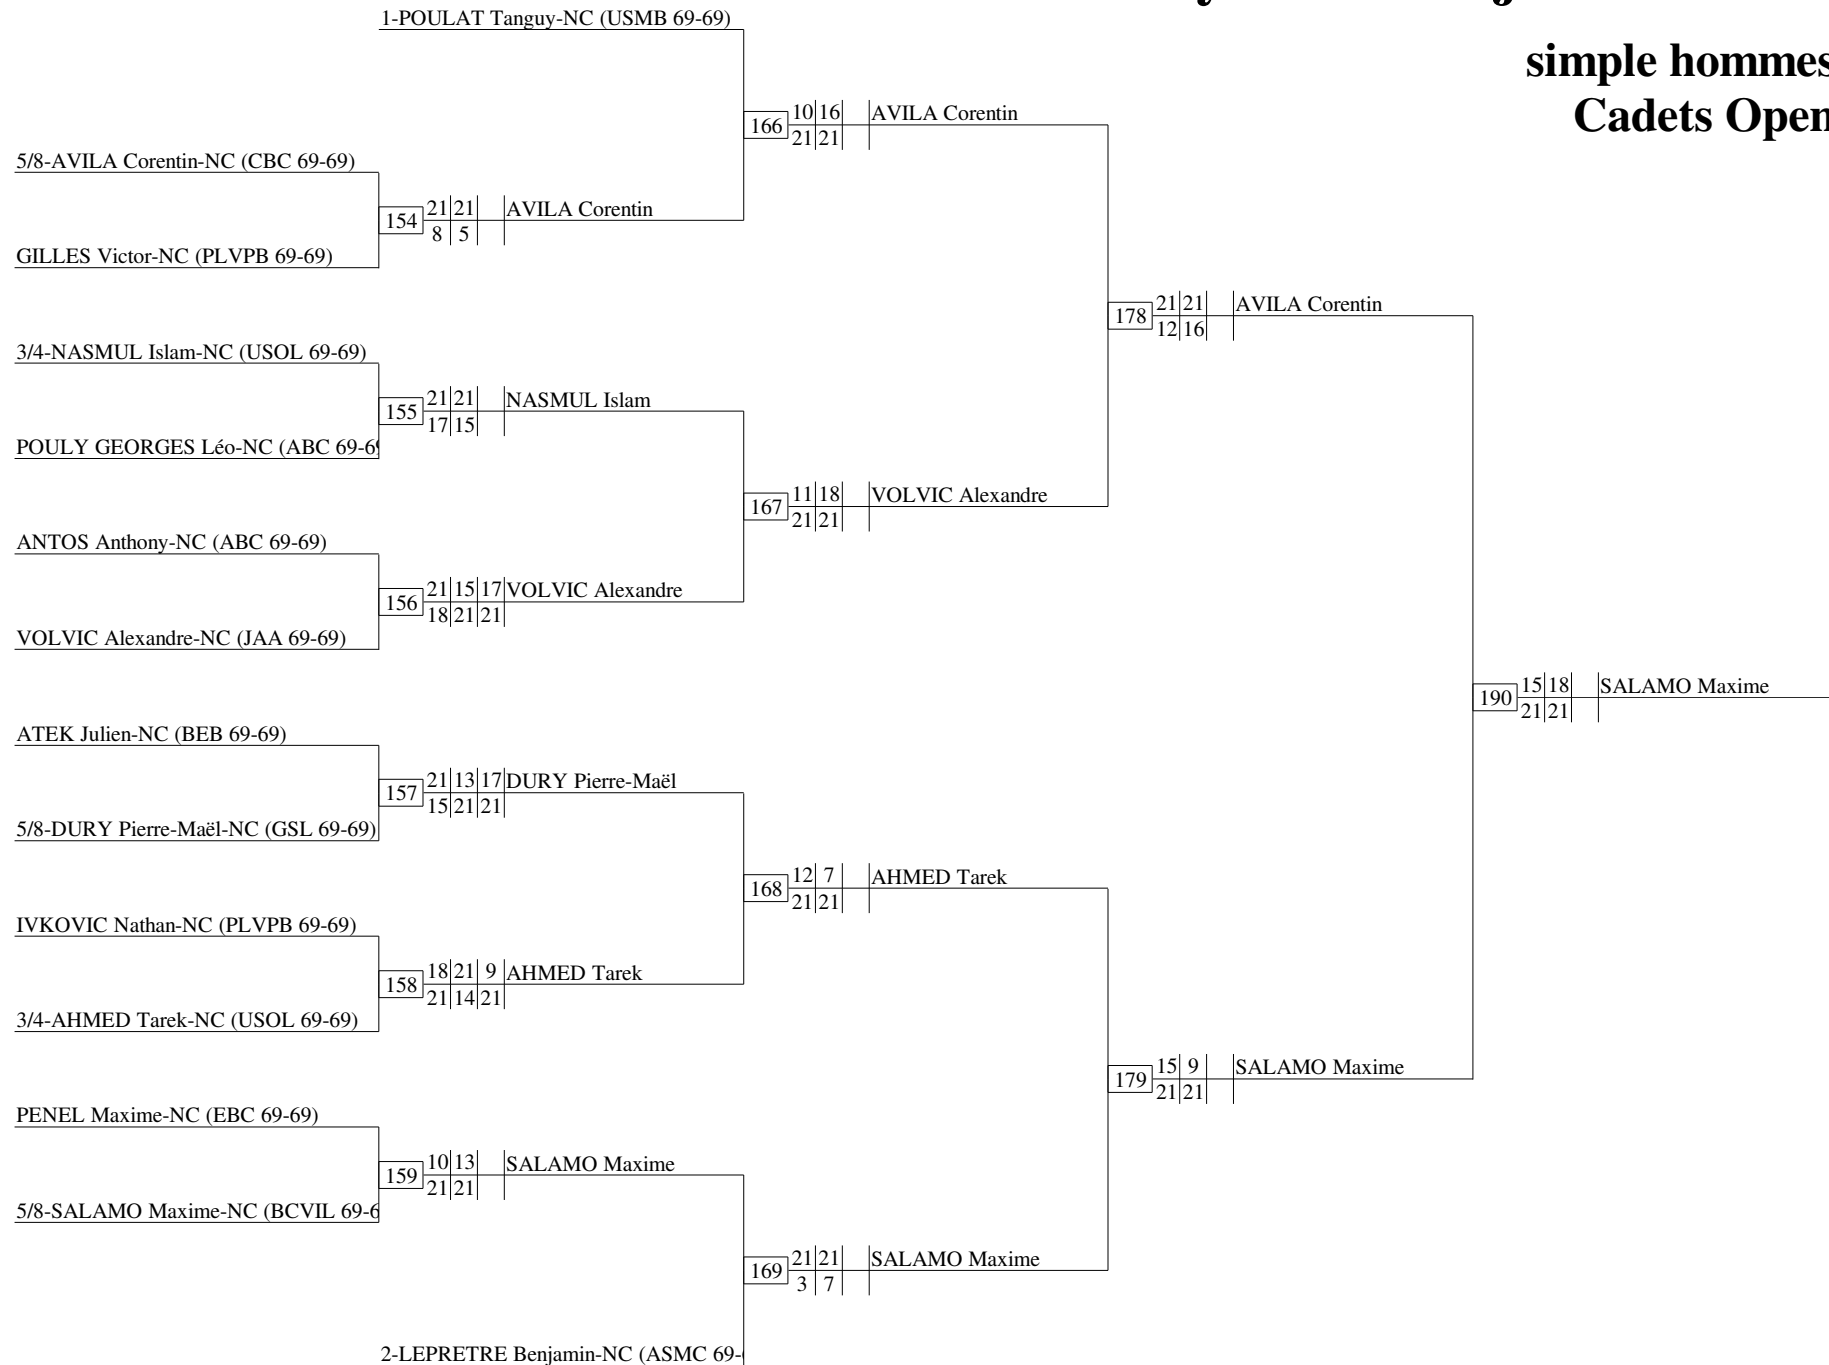 1-POULAT Tanguy-NC (USMB 69-69)
simple hommes
Cadets Open
166 10 16 AVILA Corentin
21 21
5/8-AVILA Corentin-NC (CBC 69-69)
154 21 21 AVILA Corentin
8 5
GILLES Victor-NC (PLVPB 69-69)
178 21 21 AVILA Corentin
12 16
3/4-NASMUL Islam-NC (USOL 69-69)
155 21 21 NASMUL Islam
17 15
POULY GEORGES Léo-NC (ABC 69-69
167 11 18 VOLVIC Alexandre
21 21
ANTOS Anthony-NC (ABC 69-69)
156 21 15 17 VOLVIC Alexandre
18 21 21
VOLVIC Alexandre-NC (JAA 69-69)
190 15 18 SALAMO Maxime
21 21
ATEK Julien-NC (BEB 69-69)
157 21 13 17 DURY Pierre-Maël
15 21 21
5/8-DURY Pierre-Maël-NC (GSL 69-69)
168 12 7 AHMED Tarek
21 21
IVKOVIC Nathan-NC (PLVPB 69-69)
158 18 21 9 AHMED Tarek
21 14 21
3/4-AHMED Tarek-NC (USOL 69-69)
179 15 9 SALAMO Maxime
21 21
PENEL Maxime-NC (EBC 69-69)
159 10 13 SALAMO Maxime
21 21
5/8-SALAMO Maxime-NC (BCVIL 69-6
169 21 21 SALAMO Maxime
3 7
2-LEPRETRE Benjamin-NC (ASMC 69-